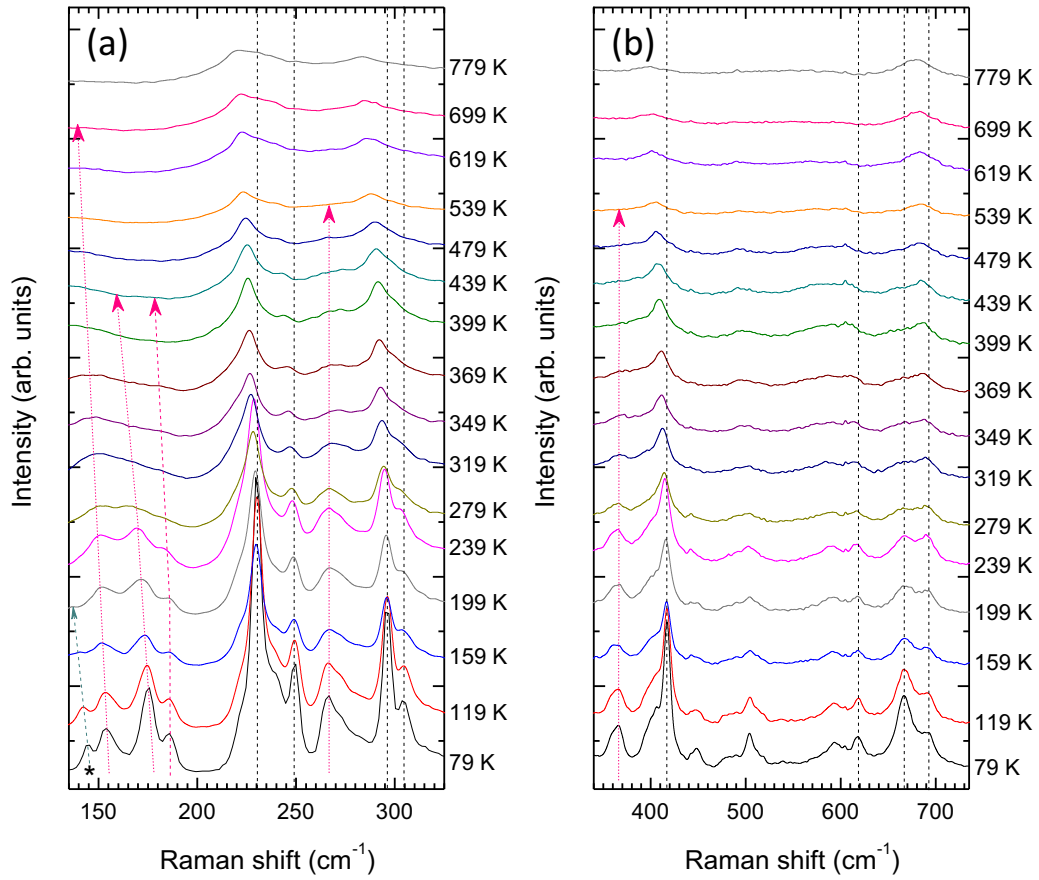 (a)
779 K
699 K
619 K
539 K
479 K
439 K
399 K
369 K
349 K
319 K
279 K
239 K
199 K
159 K
119 K
79 K
*
150 200 250 300
Raman shift (cm⁻¹)
Intensity (arb. units)
(b)
779 K
699 K
619 K
539 K
479 K
439 K
399 K
369 K
349 K
319 K
279 K
239 K
199 K
159 K
119 K
79 K
400 500 600 700
Raman shift (cm⁻¹)
Intensity (arb. units)